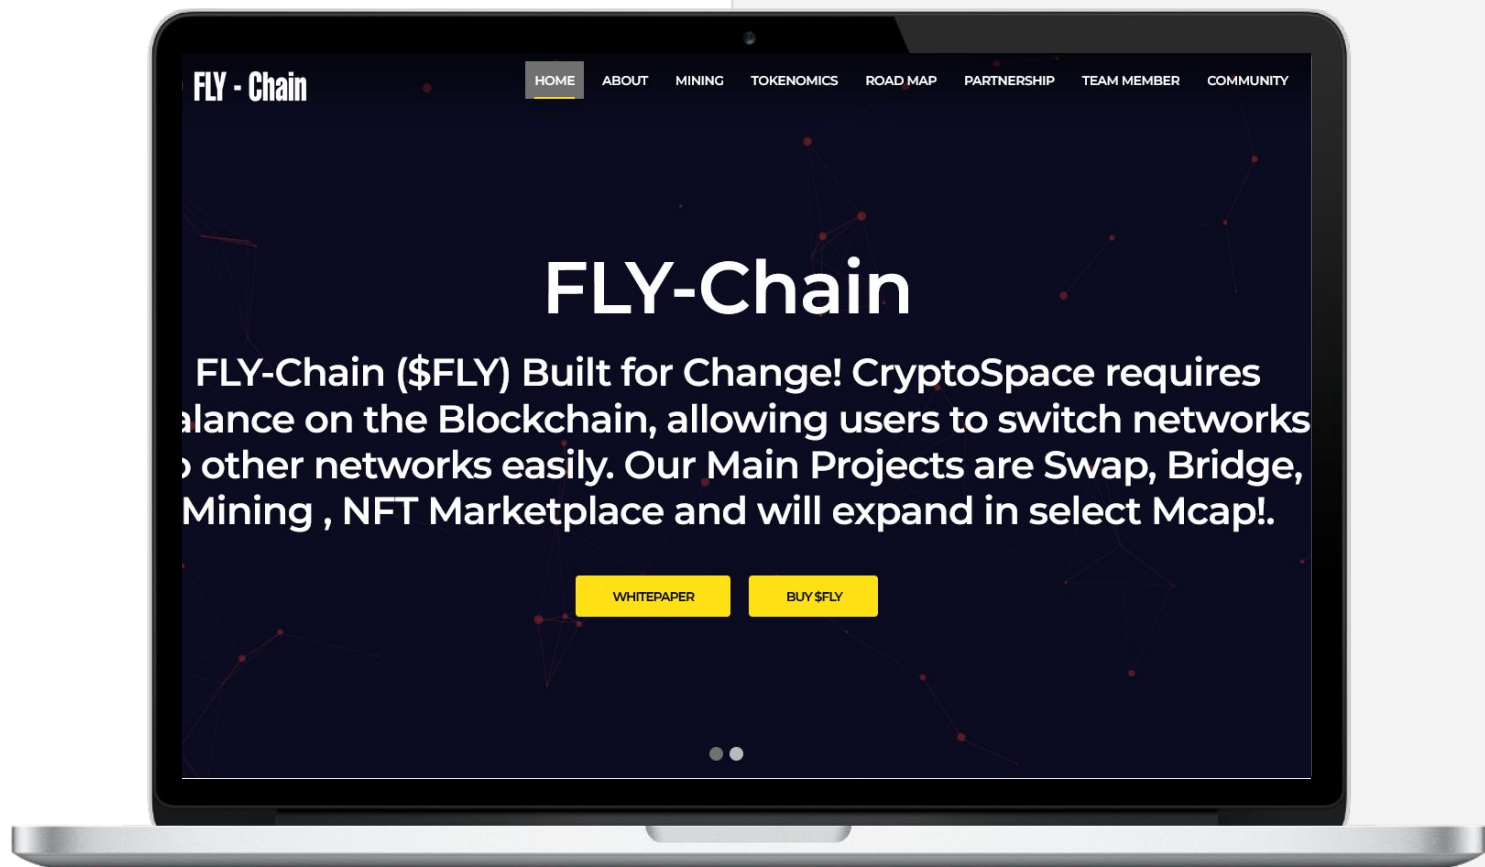 FLY - Chain
HOME ABOUT MINING TOKENOMICS ROAD MAP PARTNERSHIP TEAM MEMBER COMMUNITY
FLY-Chain
FLY-Chain ($FLY) Built for Change! CryptoSpace requires
alance on the Blockchain, allowing users to switch networks
o other networks easily. Our Main Projects are Swap, Bridge,
Mining , NFT Marketplace and will expand in select Mcap!.
WHITEPAPER BUY $FLY